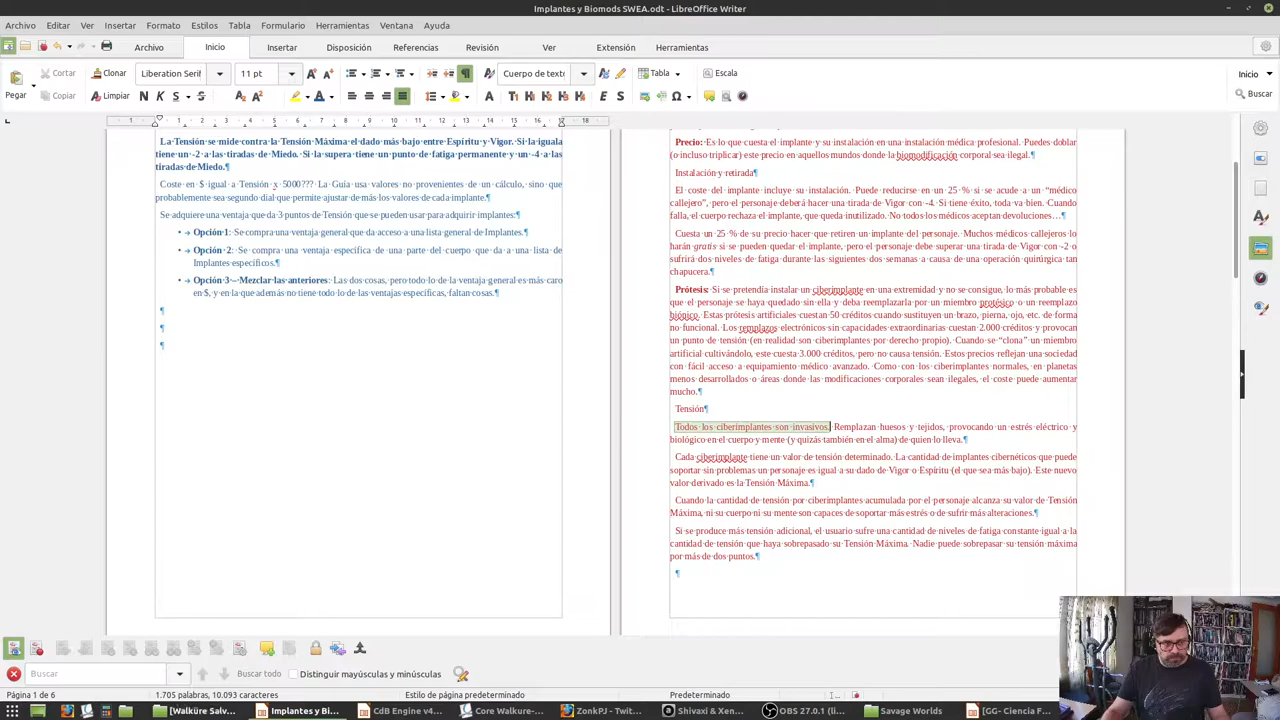 Implantes y Biomods SWEA.odt - LibreOffice Writer
Archivo Editar Ver Insertar Formato Estilos Tabla Formulario Herramientas Ventana Ayuda
Archivo Inicio Insertar Disposición Referencias Revisión Ver Extensión Herramientas
Pegar Cortar Clonar Liberation Serif 11 pt Cuerpo de texto Tabla Escala Inicio
Copiar Limpiar N K S S Buscar
1 1 2 3 4 5 6 7 8 9 10 11 12 13 14 15 16 17 18
La Tensión se mide contra la Tensión Máxima el dado más bajo entre Espíritu y Vigor. Si la iguala
tiene un -2 a las tiradas de Miedo. Si la supera tiene un punto de fatiga permanente y un -4 a las
tiradas de Miedo.¶
Coste en $ igual a Tensión x 5000??? La Guía usa valores no provenientes de un cálculo, sino que
probablemente sea segundo dial que permite ajustar de más los valores de cada implante.¶
Se adquiere una ventaja que da 3 puntos de Tensión que se pueden usar para adquirir implantes:¶
• Opción 1: Se compra una ventaja general que da acceso a una lista general de Implantes.¶
• Opción 2: Se compra una ventaja específica de una parte del cuerpo que da a una lista de
Implantes específicos.¶
• Opción 3 – Mezclar las anteriores: Las dos cosas, pero todo lo de la ventaja general es más caro
en $, y en la que además no tiene todo lo de las ventajas específicas, faltan cosas.¶
¶
¶
¶
Precio: Es lo que cuesta el implante y su instalación en una instalación médica profesional. Puedes doblar
(o incluso triplicar) este precio en aquellos mundos donde la biomodificación corporal sea ilegal.¶
Instalación y retirada¶
El coste del implante incluye su instalación. Puede reducirse en un 25 % si se acude a un “médico
callejero”, pero el personaje deberá hacer una tirada de Vigor con -4. Si tiene éxito, toda va bien. Cuando
falla, el cuerpo rechaza el implante, que queda inutilizado. No todos los médicos aceptan devoluciones…¶
Cuesta un 25 % de su precio hacer que retiren un implante del cuerpo. Muchos médicos callejeros lo
harán gratis si se pueden quedar el implante, pero el personaje debe superar una tirada de Vigor con -2 o
sufrirá dos niveles de fatiga durante las siguientes dos semanas a causa de una operación quirúrgica tan
chapucera.¶
Prótesis: Si se pretendía instalar un ciberimplante en una extremidad y no se consigue, lo más probable es
que el personaje se haya quedado sin ella y deba reemplazarla por un miembro protésico o un reemplazo
biónico. Estas prótesis artificiales cuestan 50 créditos cuando sustituyen un brazo, pierna, ojo, etc. de forma
no funcional. Los remplazos electrónicos sin capacidades extraordinarias cuestan 2.000 créditos y provocan
un punto de tensión (en realidad son ciberimplantes por derecho propio). Cuando se “clona” un miembro
artificial cultivándolo, este cuesta 3.000 créditos, pero no causa tensión. Estos precios reflejan una sociedad
con fácil acceso a equipamiento médico avanzado. Como con los ciberimplantes normales, en planetas
menos desarrollados o áreas donde las modificaciones corporales sean ilegales, el coste puede aumentar
mucho.¶
Tensión¶
Todos los ciberimplantes son invasivos. Remplazan huesos y tejidos, provocando un estrés eléctrico y
biológico en el cuerpo y mente (y quizás también en el alma) de quien lo lleva.¶
Cada ciberimplante tiene un valor de tensión determinado. La cantidad de implantes cibernéticos que puede
soportar sin problemas un personaje es igual a su dado de Vigor o Espíritu (el que sea más bajo). Este nuevo
valor derivado es la Tensión Máxima.¶
Cuando la cantidad de tensión por ciberimplantes acumulada por el personaje alcanza su valor de Tensión
Máxima, ni su cuerpo ni su mente son capaces de soportar más estrés o de sufrir más alteraciones.¶
Si se produce más tensión adicional, el usuario sufre una cantidad de niveles de fatiga constante igual a la
cantidad de tensión que haya sobrepasado su Tensión Máxima. Nadie puede sobrepasar su tensión máxima
por más de dos puntos.¶
¶
Buscar Buscar todo Distinguir mayúsculas y minúsculas
Página 1 de 6 1.705 palabras, 10.093 caracteres Estilo de página predeterminado Predeterminado
[Walküre Salv... Implantes y Bi... CdB Engine v4... Core Walkure-... ZonkPJ - Twit... Shivaxi & Xen... OBS 27.0.1 (li... Savage Worlds [GG- Ciencia F...